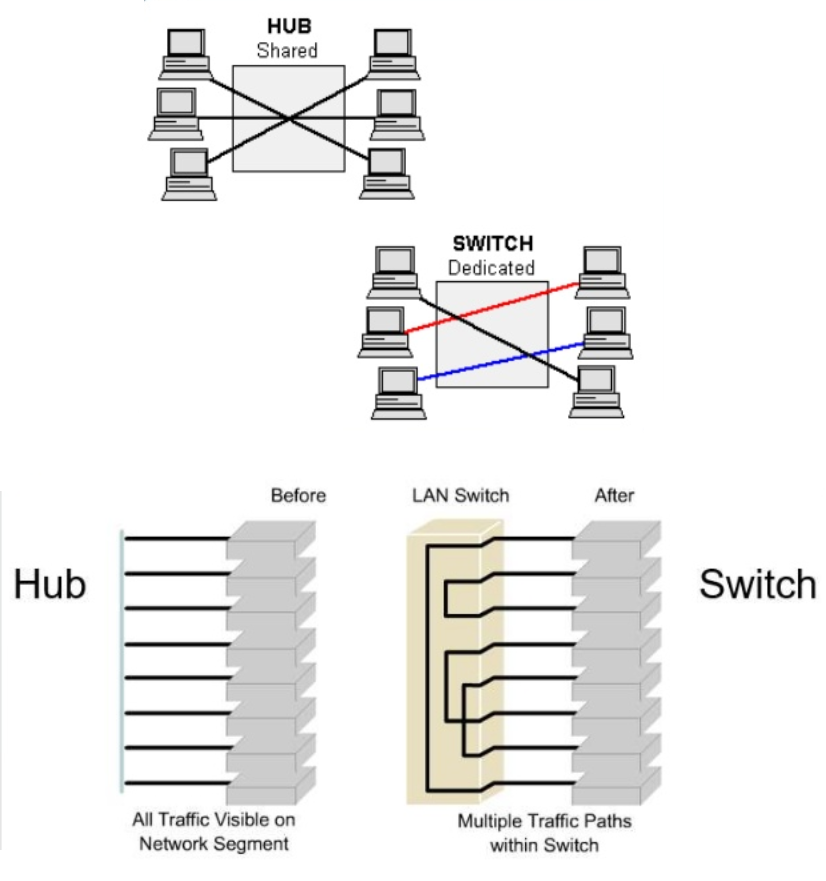 HUB
Shared
SWITCH
Dedicated
Before
LAN Switch
After
Hub
Switch
All Traffic Visible on
Network Segment
Multiple Traffic Paths
within Switch